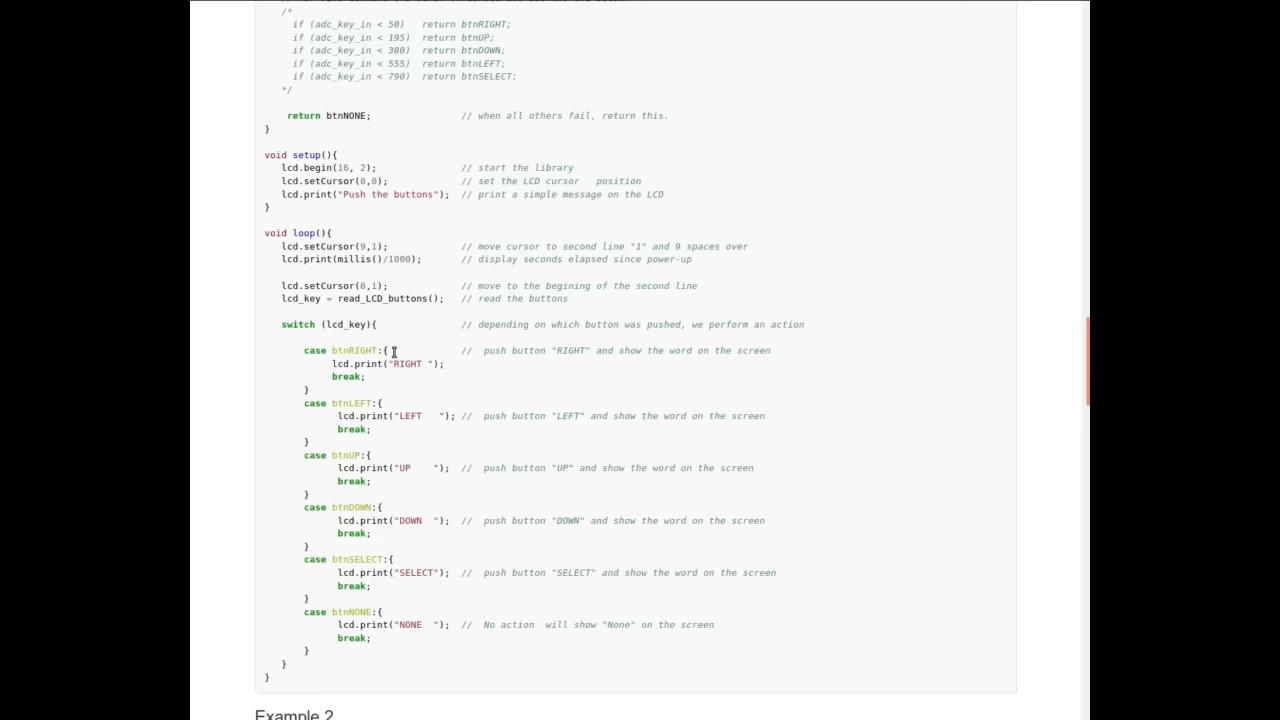 /*
if (adc_key_in < 50)   return btnRIGHT;
if (adc_key_in < 195)  return btnUP;
if (adc_key_in < 380)  return btnDOWN;
if (adc_key_in < 555)  return btnLEFT;
if (adc_key_in < 790)  return btnSELECT;
*/
return btnNONE;                // when all others fail, return this.
}
void setup(){
lcd.begin(16, 2);               // start the library
lcd.setCursor(0,0);             // set the LCD cursor   position
lcd.print("Push the buttons");  // print a simple message on the LCD
}
void loop(){
lcd.setCursor(9,1);             // move cursor to second line "1" and 9 spaces over
lcd.print(millis()/1000);       // display seconds elapsed since power-up
lcd.setCursor(0,1);             // move to the begining of the second line
lcd_key = read_LCD_buttons();   // read the buttons
switch (lcd_key){               // depending on which button was pushed, we perform an action
case btnRIGHT:{             //  push button "RIGHT" and show the word on the screen
lcd.print("RIGHT ");
break;
}
case btnLEFT:{
lcd.print("LEFT   "); //  push button "LEFT" and show the word on the screen
break;
}
case btnUP:{
lcd.print("UP    ");  //  push button "UP" and show the word on the screen
break;
}
case btnDOWN:{
lcd.print("DOWN  ");  //  push button "DOWN" and show the word on the screen
break;
}
case btnSELECT:{
lcd.print("SELECT");  //  push button "SELECT" and show the word on the screen
break;
}
case btnNONE:{
lcd.print("NONE  ");  //  No action  will show "None" on the screen
break;
}
}
}
Example 2